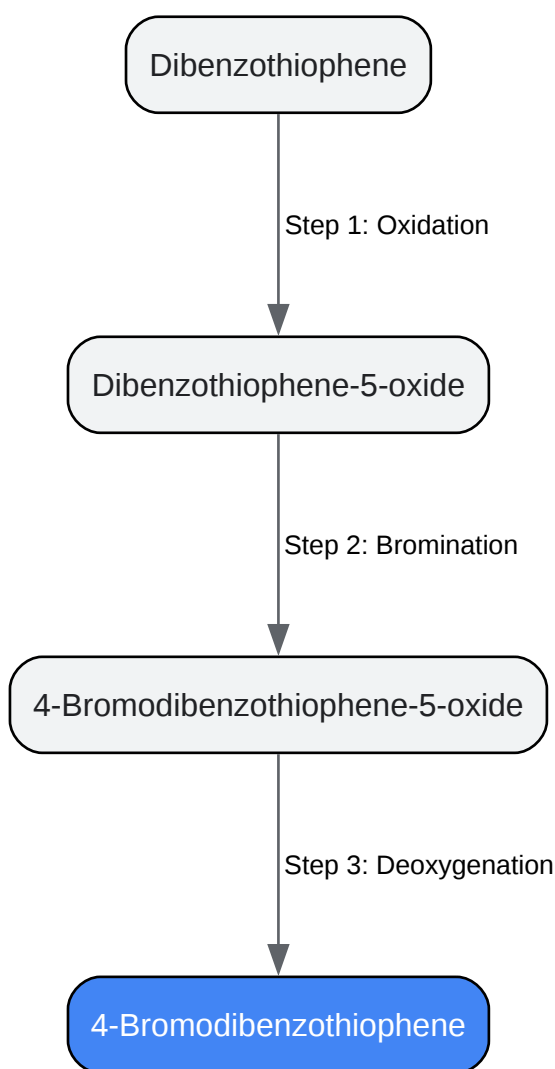 Dibenzothiophene
Step 1: Oxidation
Dibenzothiophene-5-oxide
Step 2: Bromination
4-Bromodibenzothiophene-5-oxide
Step 3: Deoxygenation
4-Bromodibenzothiophene